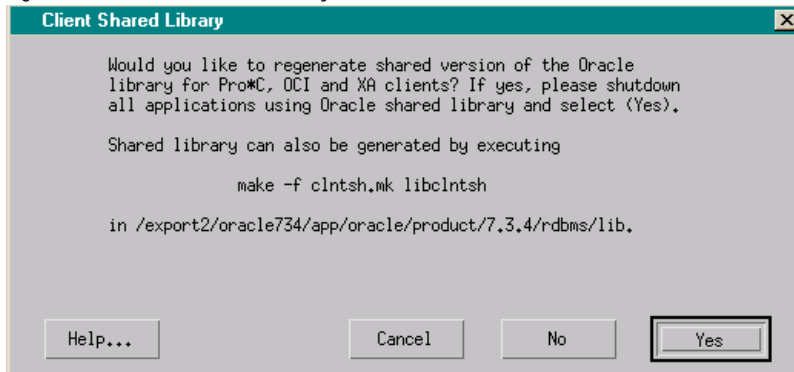 Client Shared Library
Would you like to regenerate shared version of the Oracle
library for Pro*C, OCI and XA clients? If yes, please shutdown
all applications using Oracle shared library and select (Yes).
Shared library can also be generated by executing
make -f clntsh.mk libclntsh
in /export2/oracle734/app/oracle/product/7.3.4/rdbms/lib.
Help...
Cancel
No
Yes